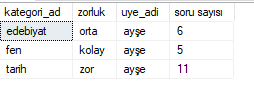 kategori_ad zorluk uye_adi soru sayısı
edebiyat orta ayşe 6
fen kolay ayşe 5
tarih zor ayşe 11